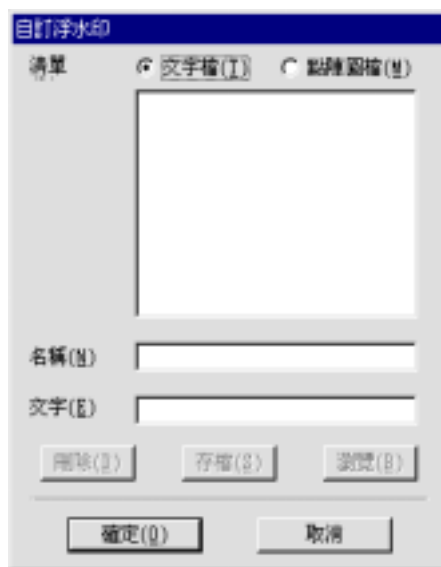 自訂浮水印
清單 文字檔(T) 點陣圖檔(M)
名稱(N)
文字(E)
刪除(D) 存檔(S) 瀏覽(B)
確定(O) 取消